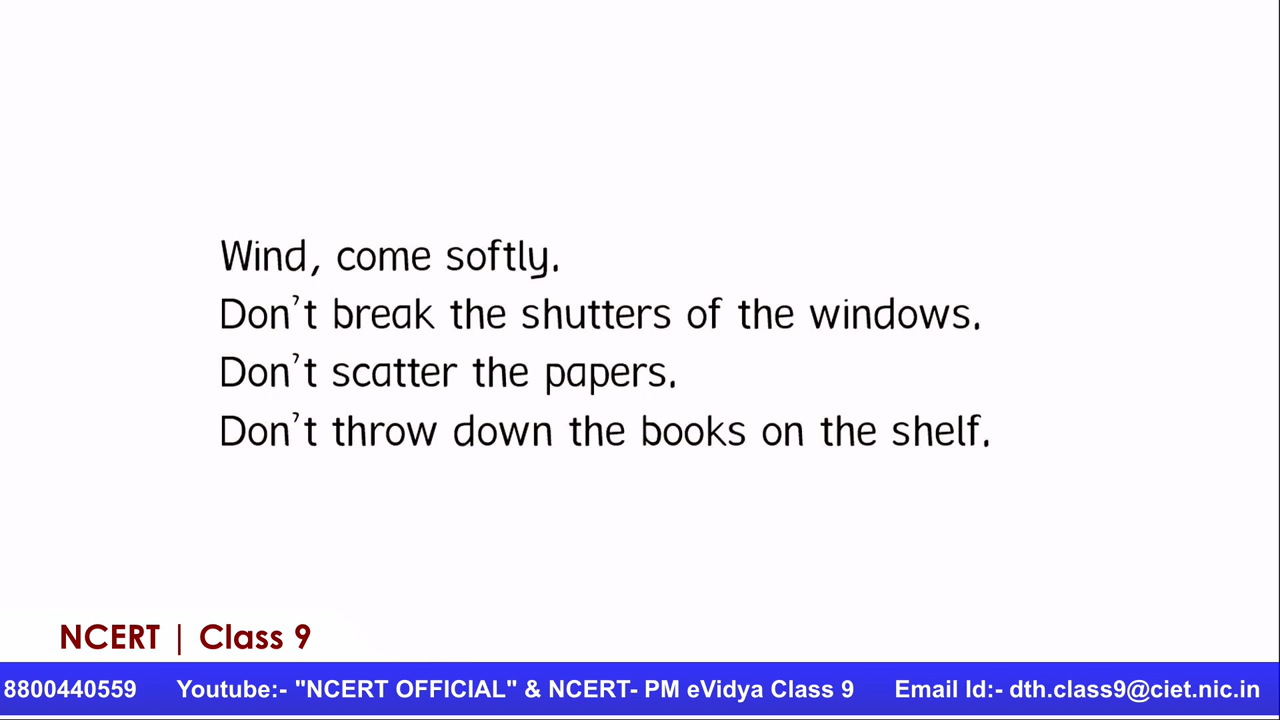 Wind, come softly.
Don't break the shutters of the windows.
Don't scatter the papers.
Don't throw down the books on the shelf.
NCERT | Class 9
8800440559 Youtube:- "NCERT OFFICIAL" & NCERT- PM eVidya Class 9 Email Id:- dth.class9@ciet.nic.in